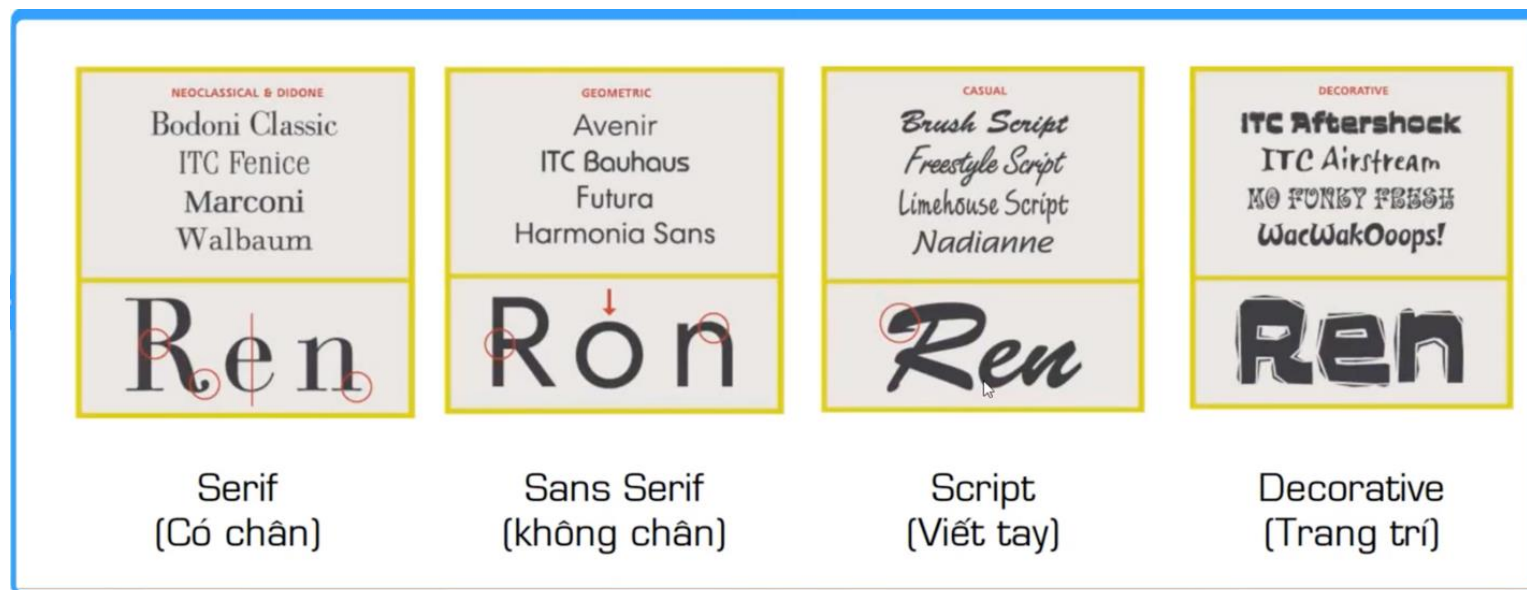 NEOCLASSICAL & DIDONE
Bodoni Classic
ITC Fenice
Marconi
Walbaum
Ren
Serif
(Có chân)
GEOMETRIC
Avenir
ITC Bauhaus
Futura
Harmonia Sans
Ron
Sans Serif
(không chân)
CASUAL
Brush Script
Freestyle Script
Limehouse Script
Nadianne
Ren
Script
(Viết tay)
DECORATIVE
ITC Aftershock
ITC Airstream
MO FUNKY FRESH
WacWakOoops!
Ren
Decorative
(Trang trí)